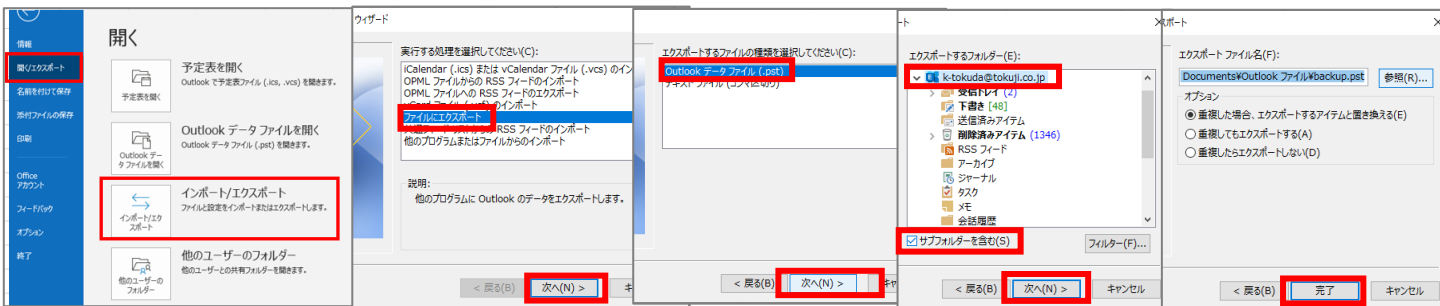 情報
開く/エクスポート
名前を付けて保存
添付ファイルの保存
印刷
Office
アカウント
フィードバック
オプション
終了
開く
予定表を開く
予定表を開く
Outlook で予定表ファイル (.ics, .vcs) を開きます。
Outlook デー
タ ファイルを開く
Outlook データ ファイルを開く
Outlook データ ファイル (.pst) を開きます。
インポート/エク
スポート
インポート/エクスポート
ファイルと設定をインポートまたはエクスポートします。
他のユーザーの
フォルダー
他のユーザーのフォルダー
他のユーザーとの共有フォルダーを開きます。
ウィザード
実行する処理を選択してください(C):
iCalendar (.ics) または vCalendar ファイル (.vcs) のイン
OPML ファイルからの RSS フィードのインポート
OPML ファイルへの RSS フィードのエクスポート
のインポート
ファイルにエクスポート
RSS フィードのインポート
他のプログラムまたはファイルからのインポート
説明:
他のプログラムに Outlook のデータをエクスポートします。
< 戻る(B)
次へ(N) >
キ
エクスポートするファイルの種類を選択してください(C):
Outlook データ ファイル (.pst)
テキスト ファイル (コンマ区切り)
< 戻る(B)
次へ(N) >
キャ
ート
エクスポートするフォルダー(E):
k-tokuda@tokuji.co.jp
受信トレイ (2)
下書き [48]
送信済みアイテム
削除済みアイテム (1346)
RSS フィード
アーカイブ
ジャーナル
タスク
メモ
会話履歴
サブフォルダーを含む(S)
フィルター(F)...
< 戻る(B)
次へ(N) >
キャンセル
ポート
エクスポート ファイル名(F):
Documents¥Outlook ファイル¥backup.pst
参照(R)...
オプション
重複した場合、エクスポートするアイテムと置き換える(E)
重複してもエクスポートする(A)
重複したらエクスポートしない(D)
< 戻る(B)
完了
キャンセル